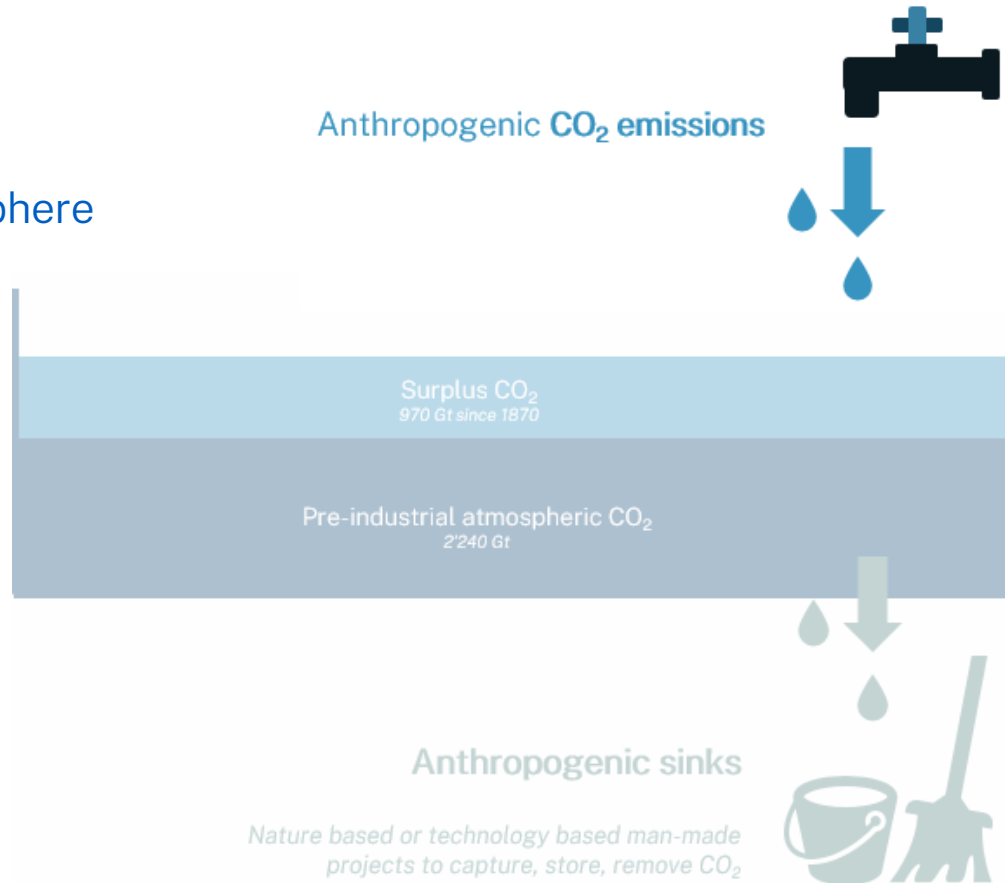 Anthropogenic CO₂ emissions
phere
Surplus CO₂
970 Gt since 1870
Pre-industrial atmospheric CO₂
2'240 Gt
Anthropogenic sinks
Nature based or technology based man-made
projects to capture, store, remove CO₂